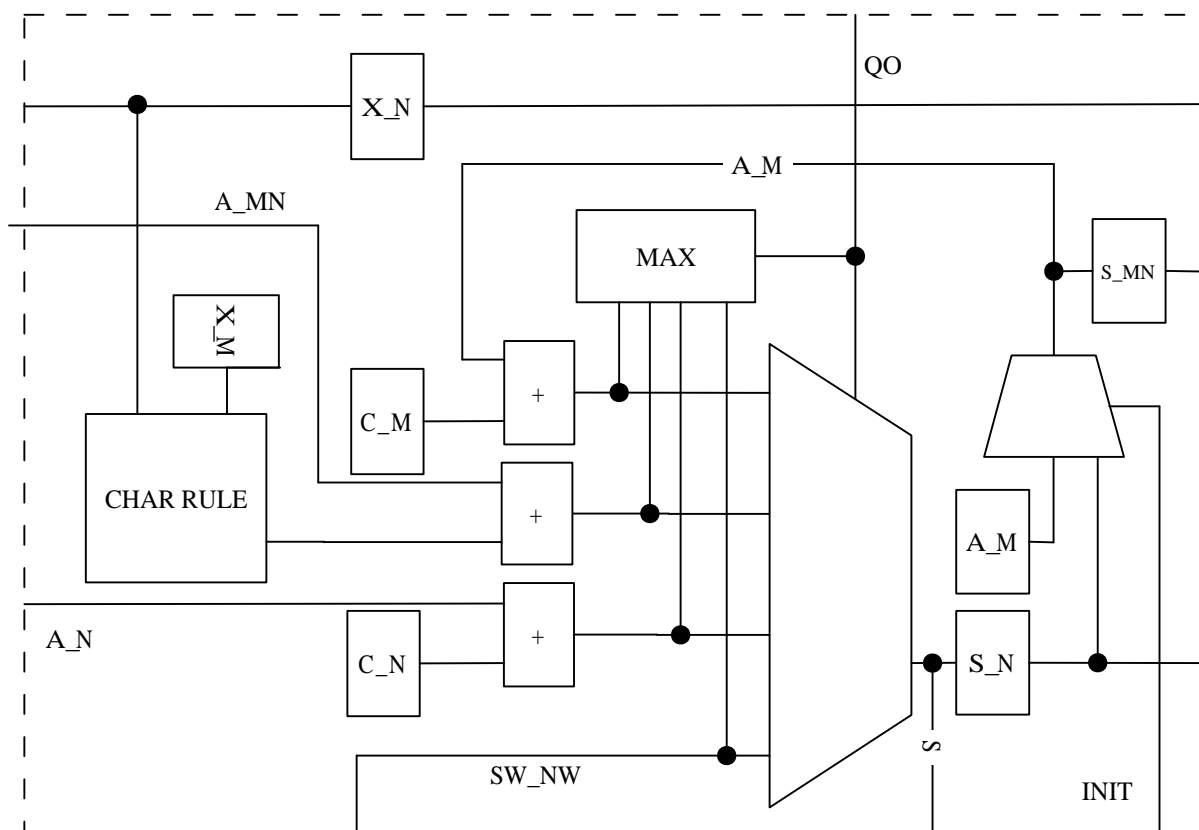 QO
X_N
A_M
A_MN
MAX
S_MN
X_M
+
C_M
CHAR RULE
+
A_M
+
A_N
C_N
S_N
S
SW_NW
INIT